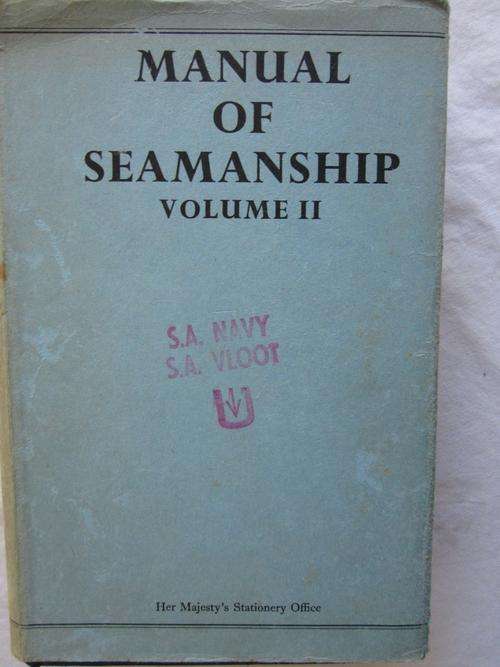 MANUAL
OF
SEAMANSHIP
VOLUME II
S.A. NAVY
S.A. VLOOT
Her Majesty's Stationery Office